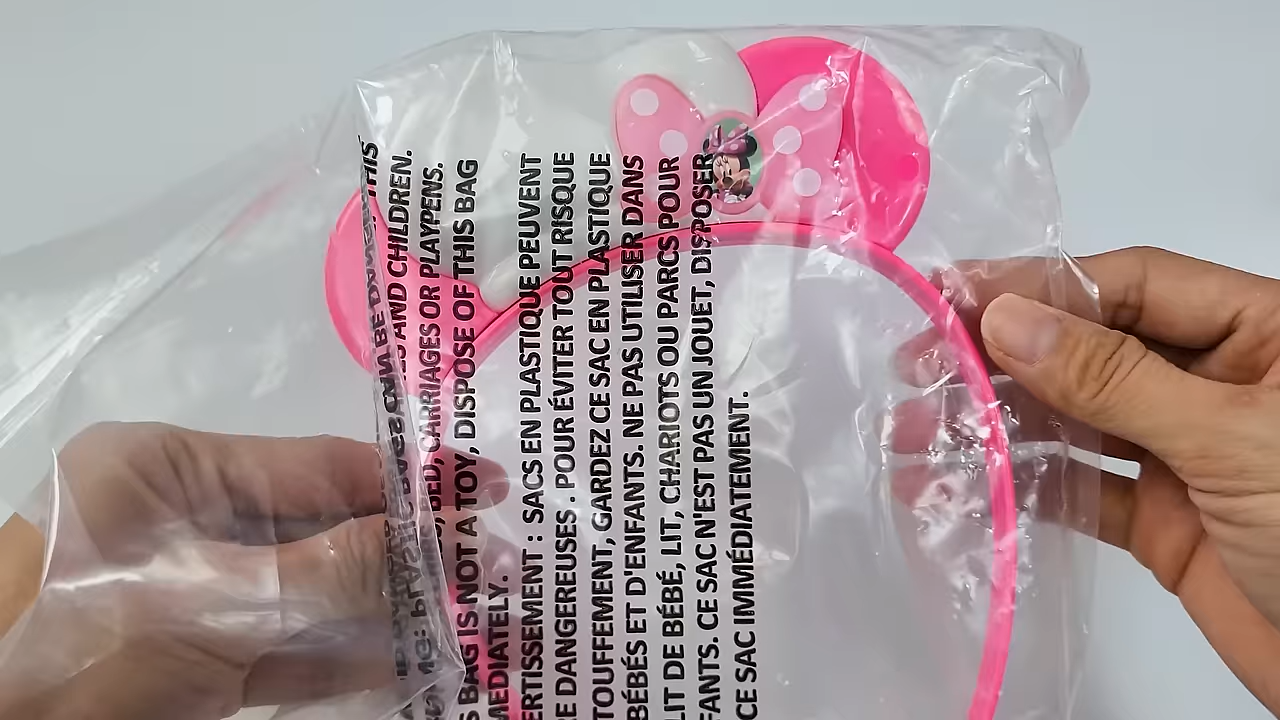 THIS
AND CHILDREN.
BED, CARRIAGES OR PLAYPENS.
BAG IS NOT A TOY, DISPOSE OF THIS BAG
MEDIATELY.
ERTISSEMENT : SACS EN PLASTIQUE PEUVENT
RE DANGEREUSES . POUR ÉVITER TOUT RISQUE
TOUFFEMENT, GARDEZ CE SAC EN PLASTIQUE
BÉBÉS ET D'ENFANTS. NE PAS UTILISER DANS
LIT DE BÉBÉ, LIT, CHARIOTS OU PARCS POUR
FANTS. CE SAC N'EST PAS UN JOUET, DISPOSER
CE SAC IMMÉDIATEMENT.